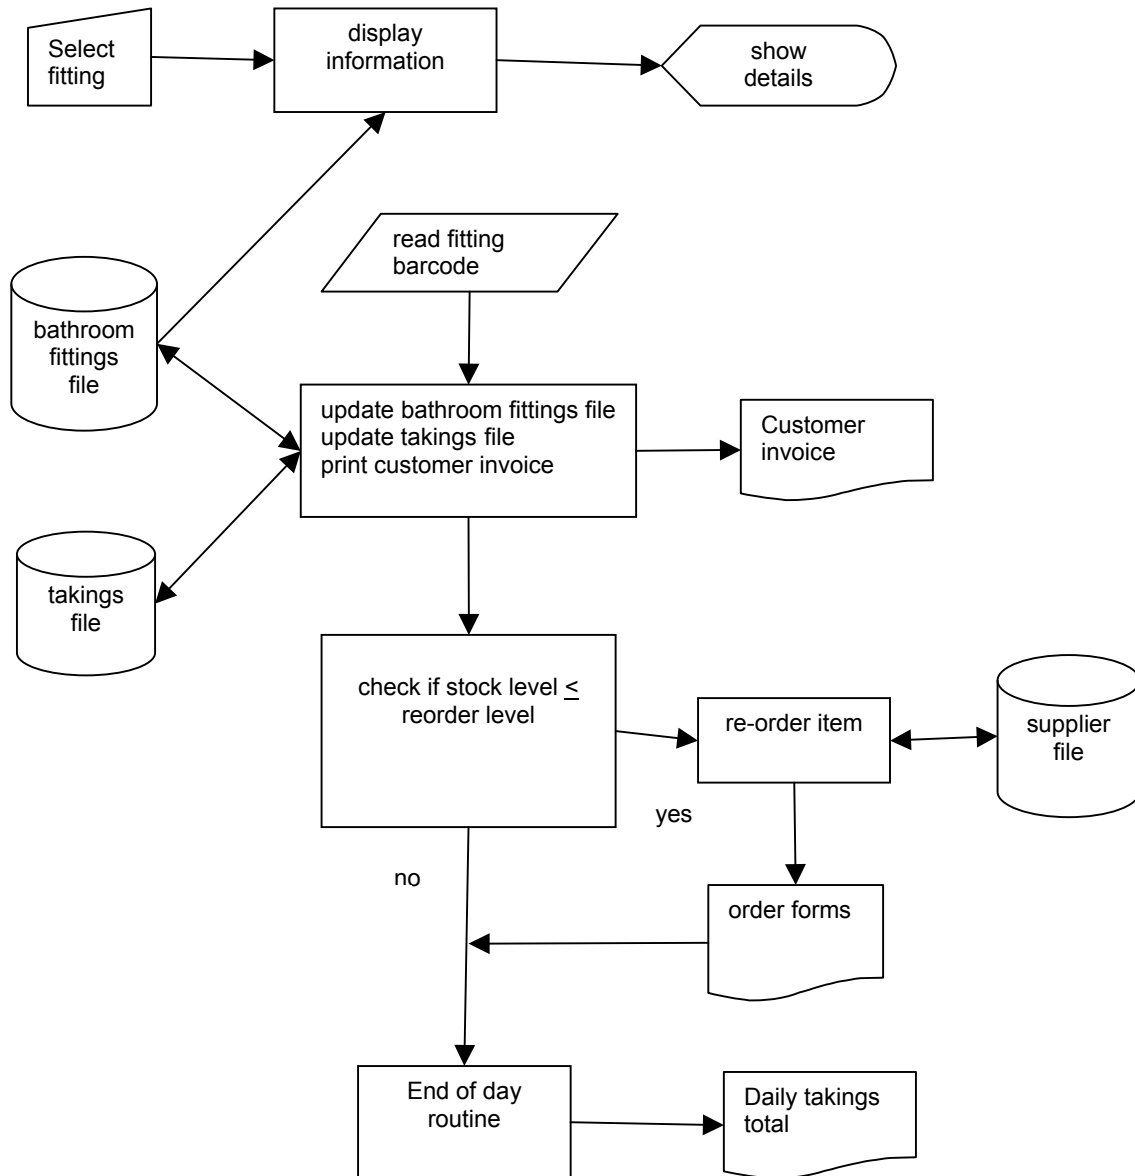 Select
fitting
display
information
show
details
read fitting
barcode
bathroom
fittings
file
update bathroom fittings file
update takings file
print customer invoice
Customer
invoice
takings
file
check if stock level ≤
reorder level
re-order item
supplier
file
yes
no
order forms
End of day
routine
Daily takings
total